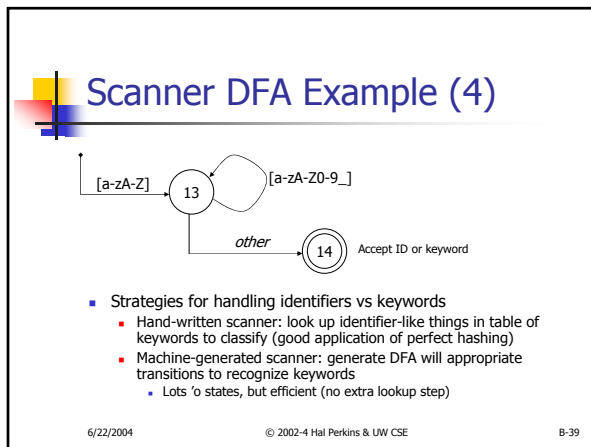 Scanner DFA Example (4)
[a-zA-Z]
13
[a-zA-Z0-9_]
other
14
Accept ID or keyword
Strategies for handling identifiers vs keywords
Hand-written scanner: look up identifier-like things in table of
keywords to classify (good application of perfect hashing)
Machine-generated scanner: generate DFA will appropriate
transitions to recognize keywords
Lots 'o states, but efficient (no extra lookup step)
6/22/2004
© 2002-4 Hal Perkins & UW CSE
B-39